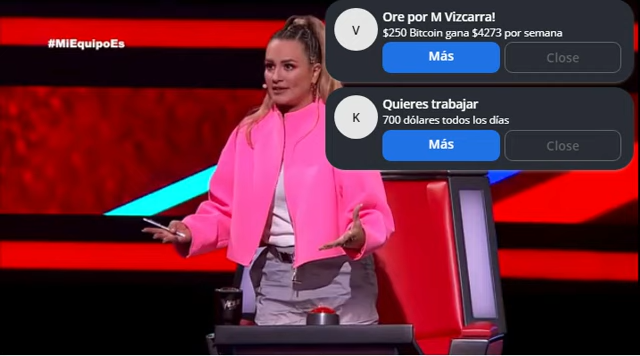 #MiEquipoEs
V
Ore por M Vizcarra!
$250 Bitcoin gana $4273 por semana
Más
Close
K
Quieres trabajar
700 dólares todos los días
Más
Close